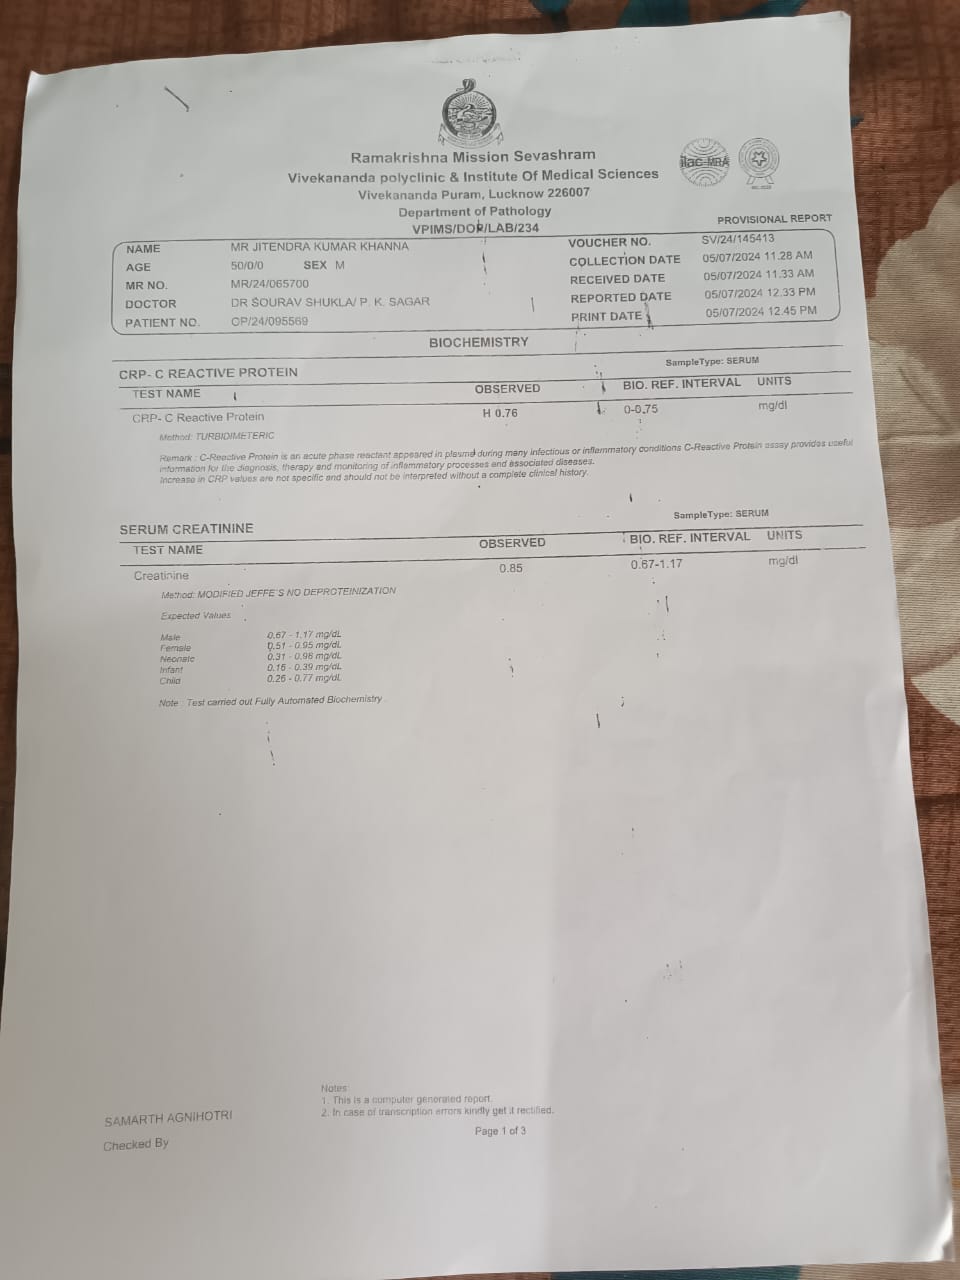 Ramakrishna Mission Sevashram
Vivekananda polyclinic & Institute Of Medical Sciences
Vivekananda Puram, Lucknow 226007
Department of Pathology
VPIMS/DOP/LAB/234
ilac-MRA
PROVISIONAL REPORT
NAME MR JITENDRA KUMAR KHANNA VOUCHER NO. SV/24/145413
AGE 50/0/0 SEX M COLLECTION DATE 05/07/2024 11.28 AM
MR NO. MR/24/065700 RECEIVED DATE 05/07/2024 11.33 AM
DOCTOR DR SOURAV SHUKLA/ P. K. SAGAR REPORTED DATE 05/07/2024 12.33 PM
PATIENT NO. OP/24/095569 PRINT DATE 05/07/2024 12.45 PM
BIOCHEMISTRY
CRP- C REACTIVE PROTEIN SampleType: SERUM
TEST NAME OBSERVED BIO. REF. INTERVAL UNITS
CRP- C Reactive Protein H 0.76 0-0.75 mg/dl
Method: TURBIDIMETERIC
Remark : C-Reactive Protein is an acute phase reactant appeared in plasma during many infectious or inflammatory conditions C-Reactive Protein assay provides useful
information for the diagnosis, therapy and monitoring of inflammatory processes and associated diseases.
Increase in CRP values are not specific and should not be interpreted without a complete clinical history.
SERUM CREATININE SampleType: SERUM
TEST NAME OBSERVED BIO. REF. INTERVAL UNITS
Creatinine 0.85 0.67-1.17 mg/dl
Method: MODIFIED JEFFE'S NO DEPROTEINIZATION
Expected Values
Male 0.67 - 1.17 mg/dL
Female 0.51 - 0.95 mg/dL
Neonate 0.31 - 0.98 mg/dL
Infant 0.16 - 0.39 mg/dL
Child 0.26 - 0.77 mg/dL
Note : Test carried out Fully Automated Biochemistry
Notes
1. This is a computer generated report.
2. In case of transcription errors kindly get it rectified.
SAMARTH AGNIHOTRI
Checked By
Page 1 of 3